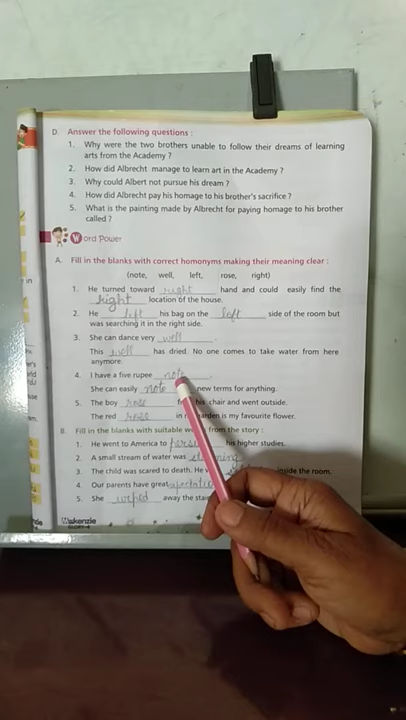 D. Answer the following questions :
1. Why were the two brothers unable to follow their dreams of learning
arts from the Academy ?
2. How did Albrecht manage to learn art in the Academy ?
3. Why could Albert not pursue his dream ?
4. How did Albrecht pay his homage to his brother's sacrifice ?
5. What is the painting made by Albrecht for paying homage to his brother
called ?
Word Power
A. Fill in the blanks with correct homonyms making their meaning clear :
(note, well, left, rose, right)
1. He turned toward right hand and could easily find the
right location of the house.
2. He left his bag on the left side of the room but
was searching it in the right side.
3. She can dance very well.
This well has dried. No one comes to take water from here
anymore.
4. I have a five rupee note.
She can easily note new terms for anything.
5. The boy rose his chair and went outside.
The red rose in garden is my favourite flower.
B. Fill in the blanks with suitable from the story :
1. He went to America to his higher studies.
2. A small stream of water was
3. The child was scared to death. He inside the room.
4. Our parents have great
5. She wiped away the